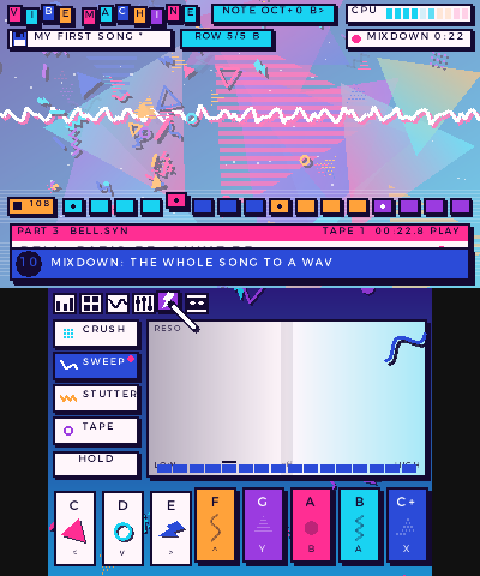 VIBE MACHINE
NOTE OCT+0 B>
CPU
MY FIRST SONG *
ROW 5/5 B
MIXDOWN 0:22
108
PART 3 BELL.SYN
TAPE 1 00:22.8 PLAY
10 MIXDOWN: THE WHOLE SONG TO A WAV
CRUSH
RESO
SWEEP
STUTTER
TAPE
HOLD
C D E F G A B C+
< v > ^ Y B A X